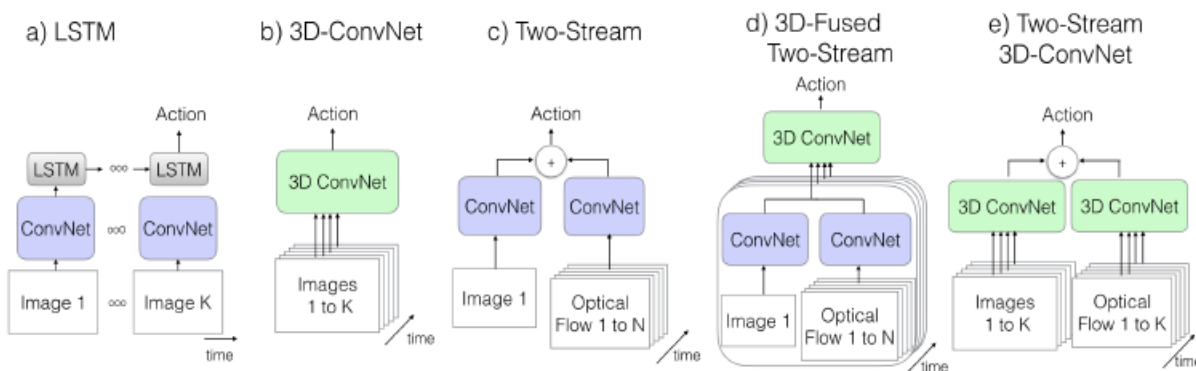 a) LSTM
Action
LSTM ∞ LSTM
ConvNet ∞ ConvNet
Image 1 ∞ Image K
time
b) 3D-ConvNet
Action
3D ConvNet
Images
1 to K
time
c) Two-Stream
Action
+
ConvNet ConvNet
Image 1
Optical
Flow 1 to N
time
d) 3D-Fused
Two-Stream
Action
3D ConvNet
ConvNet ConvNet
Image 1
Optical
Flow 1 to N
time
e) Two-Stream
3D-ConvNet
Action
+
3D ConvNet 3D ConvNet
Images
1 to K
Optical
Flow 1 to K
time